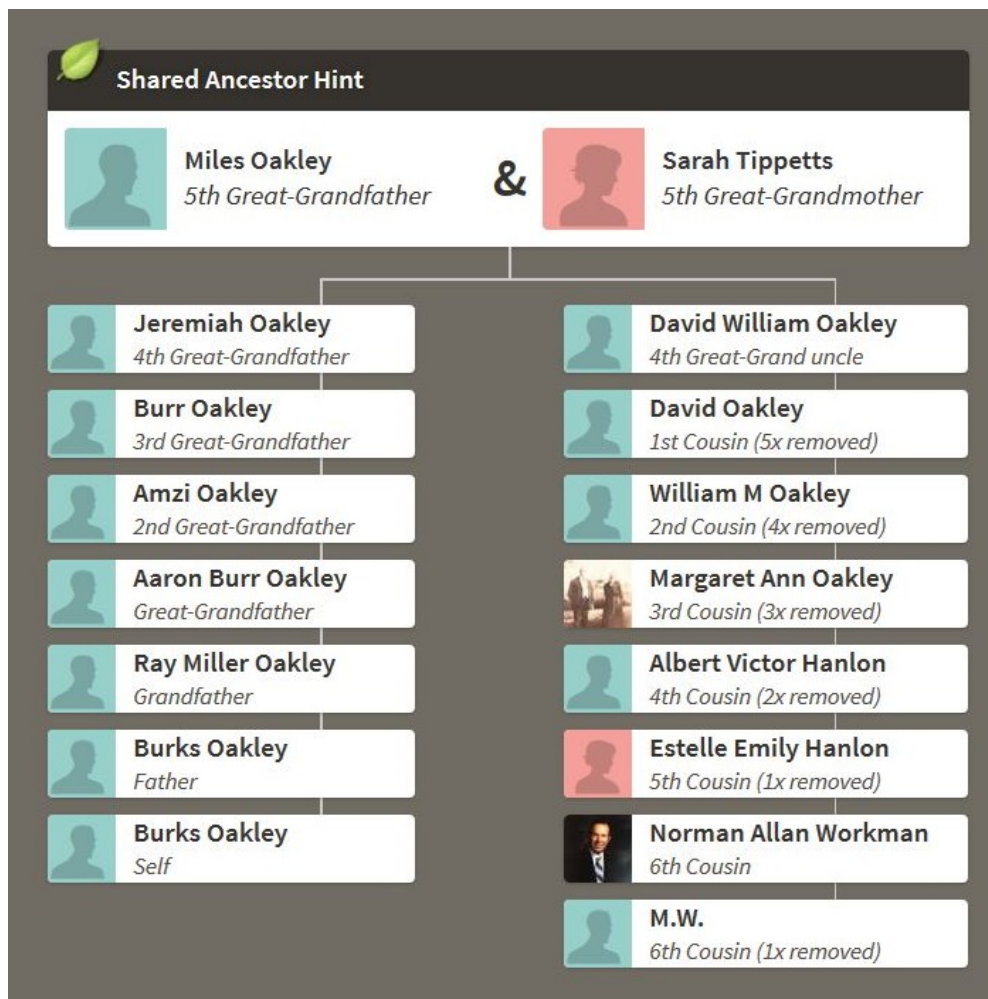 Shared Ancestor Hint
Miles Oakley
5th Great-Grandfather
&
Sarah Tippetts
5th Great-Grandmother
Jeremiah Oakley
4th Great-Grandfather
Burr Oakley
3rd Great-Grandfather
Amzi Oakley
2nd Great-Grandfather
Aaron Burr Oakley
Great-Grandfather
Ray Miller Oakley
Grandfather
Burks Oakley
Father
Burks Oakley
Self
David William Oakley
4th Great-Grand uncle
David Oakley
1st Cousin (5x removed)
William M Oakley
2nd Cousin (4x removed)
Margaret Ann Oakley
3rd Cousin (3x removed)
Albert Victor Hanlon
4th Cousin (2x removed)
Estelle Emily Hanlon
5th Cousin (1x removed)
Norman Allan Workman
6th Cousin
M.W.
6th Cousin (1x removed)